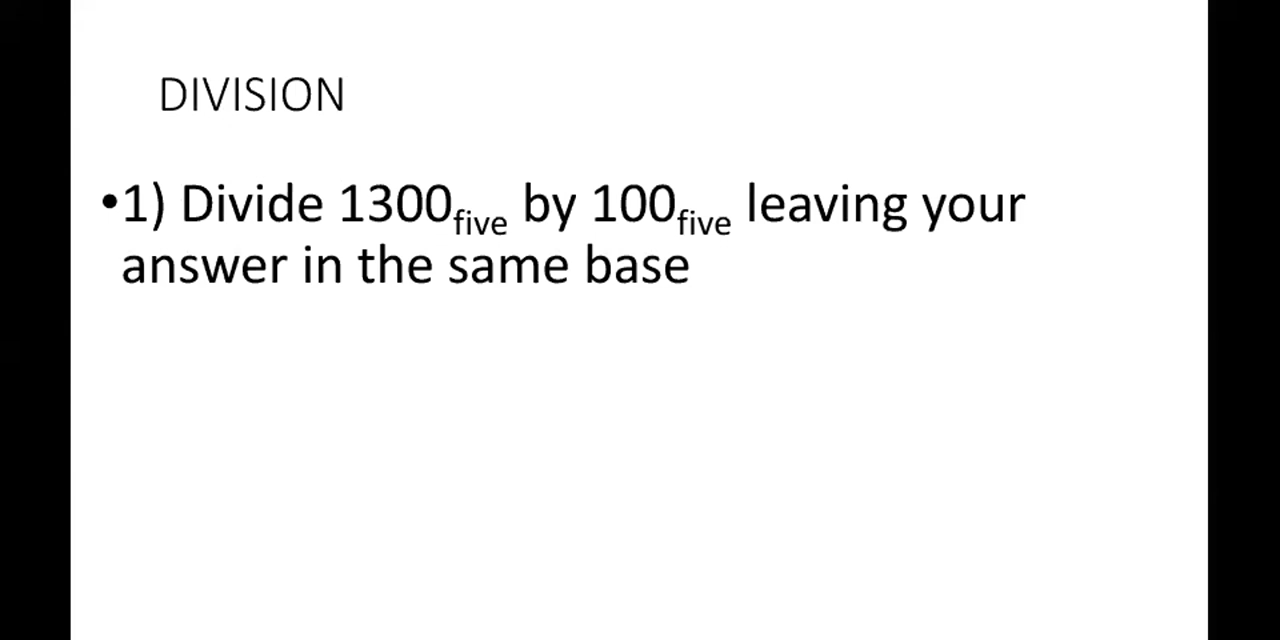 DIVISION
•1) Divide 1300five by 100five leaving your
answer in the same base